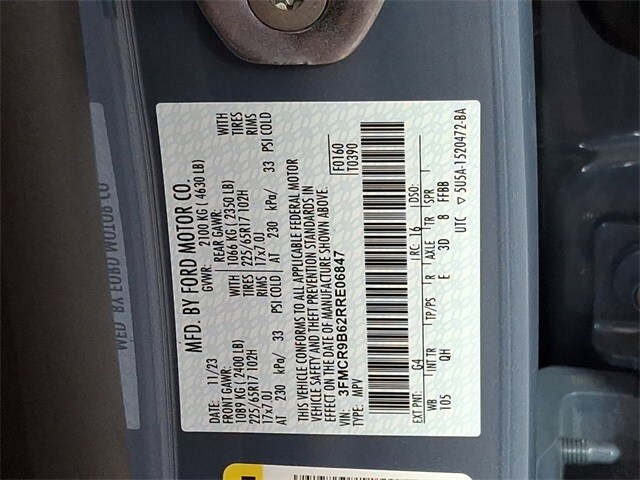 MFD. BY FORD MOTOR CO.
11/23
GVWR:
2100 KG ( 4630 LB)
FRONT GAWR:
REAR GAWR:
1089 KG ( 2400 LB)
1066 KG ( 2350 LB)
WITH
225/65R17 102H TIRES
225/65R17 102H
WITH
TIRES
17x7.0J RIMS
17x7.0J
RIMS
AT 230 kPa/ 33 PSI COLD
AT 230 kPa/ 33 PSI COLD
THIS VEHICLE CONFORMS TO ALL APPLICABLE FEDERAL MOTOR
VEHICLE SAFETY AND THEFT PREVENTION STANDARDS IN
EFFECT ON THE DATE OF MANUFACTURE SHOWN ABOVE.
F0160
T0390
VIN: 3FMCR9B62RRE06847
TYPE: MPV
EXT PNT: G4
RC: 16
DSO:
WB
INT TR
TP/PS
R
AXLE
TR
SPR
105
QH
E
3D
8
FFBB
UTC
▽ 5U5A-1520472-BA
MFD. BY FORD MOTOR CO